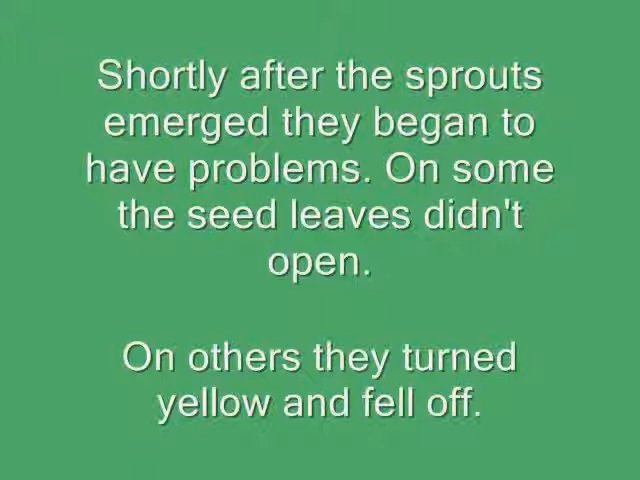 Shortly after the sprouts
emerged they began to
have problems. On some
the seed leaves didn't
open.
On others they turned
yellow and fell off.